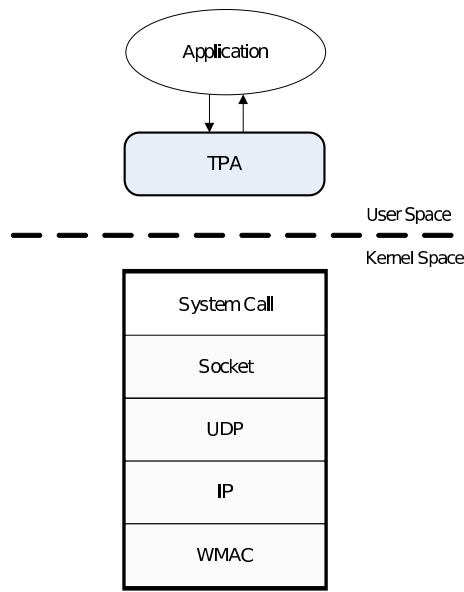 Application
TPA
User Space
Kernel Space
System Call
Socket
UDP
IP
WMAC